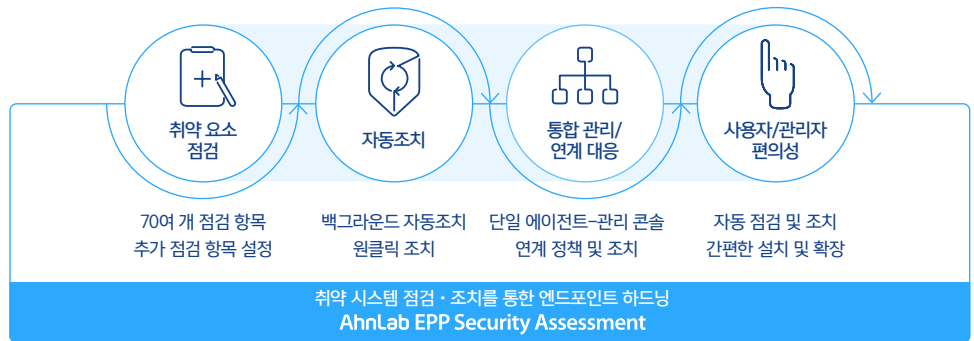 취약 요소
점검
자동조치
통합 관리/
연계 대응
사용자/관리자
편의성
70여 개 점검 항목
추가 점검 항목 설정
백그라운드 자동조치
원클릭 조치
단일 에이전트-관리 콘솔
연계 정책 및 조치
자동 점검 및 조치
간편한 설치 및 확장
취약 시스템 점검・조치를 통한 엔드포인트 하드닝
AhnLab EPP Security Assessment